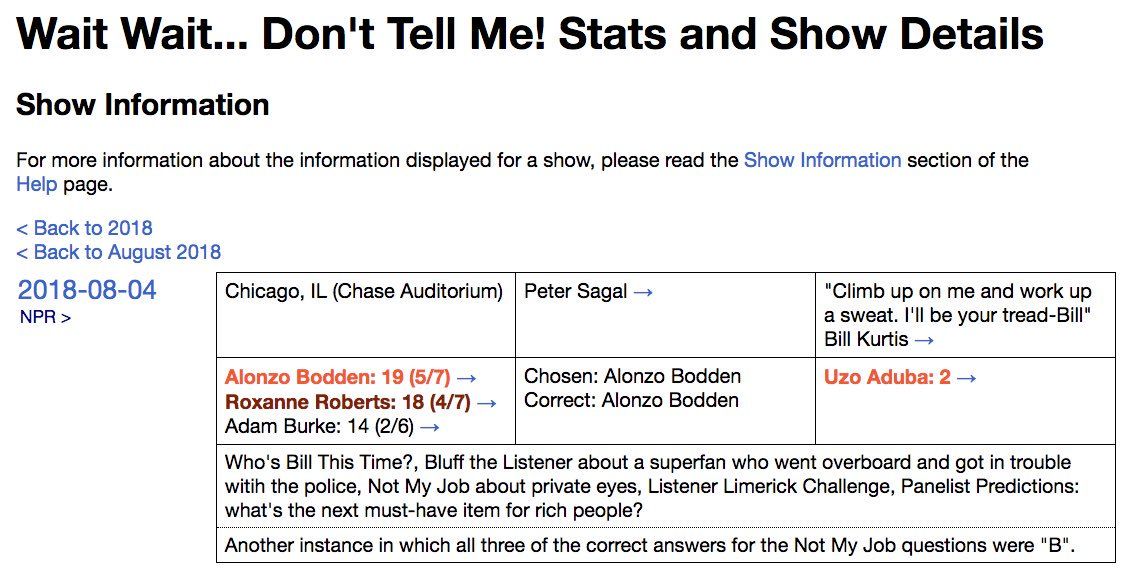 Wait Wait... Don't Tell Me! Stats and Show Details
Show Information
For more information about the information displayed for a show, please read the Show Information section of the
Help page.
< Back to 2018
< Back to August 2018
2018-08-04
NPR >
Chicago, IL (Chase Auditorium)
Peter Sagal →
"Climb up on me and work up
a sweat. I'll be your tread-Bill"
Bill Kurtis →
Alonzo Bodden: 19 (5/7) →
Roxanne Roberts: 18 (4/7) →
Adam Burke: 14 (2/6) →
Chosen: Alonzo Bodden
Correct: Alonzo Bodden
Uzo Aduba: 2 →
Who's Bill This Time?, Bluff the Listener about a superfan who went overboard and got in trouble
witih the police, Not My Job about private eyes, Listener Limerick Challenge, Panelist Predictions:
what's the next must-have item for rich people?
Another instance in which all three of the correct answers for the Not My Job questions were "B".